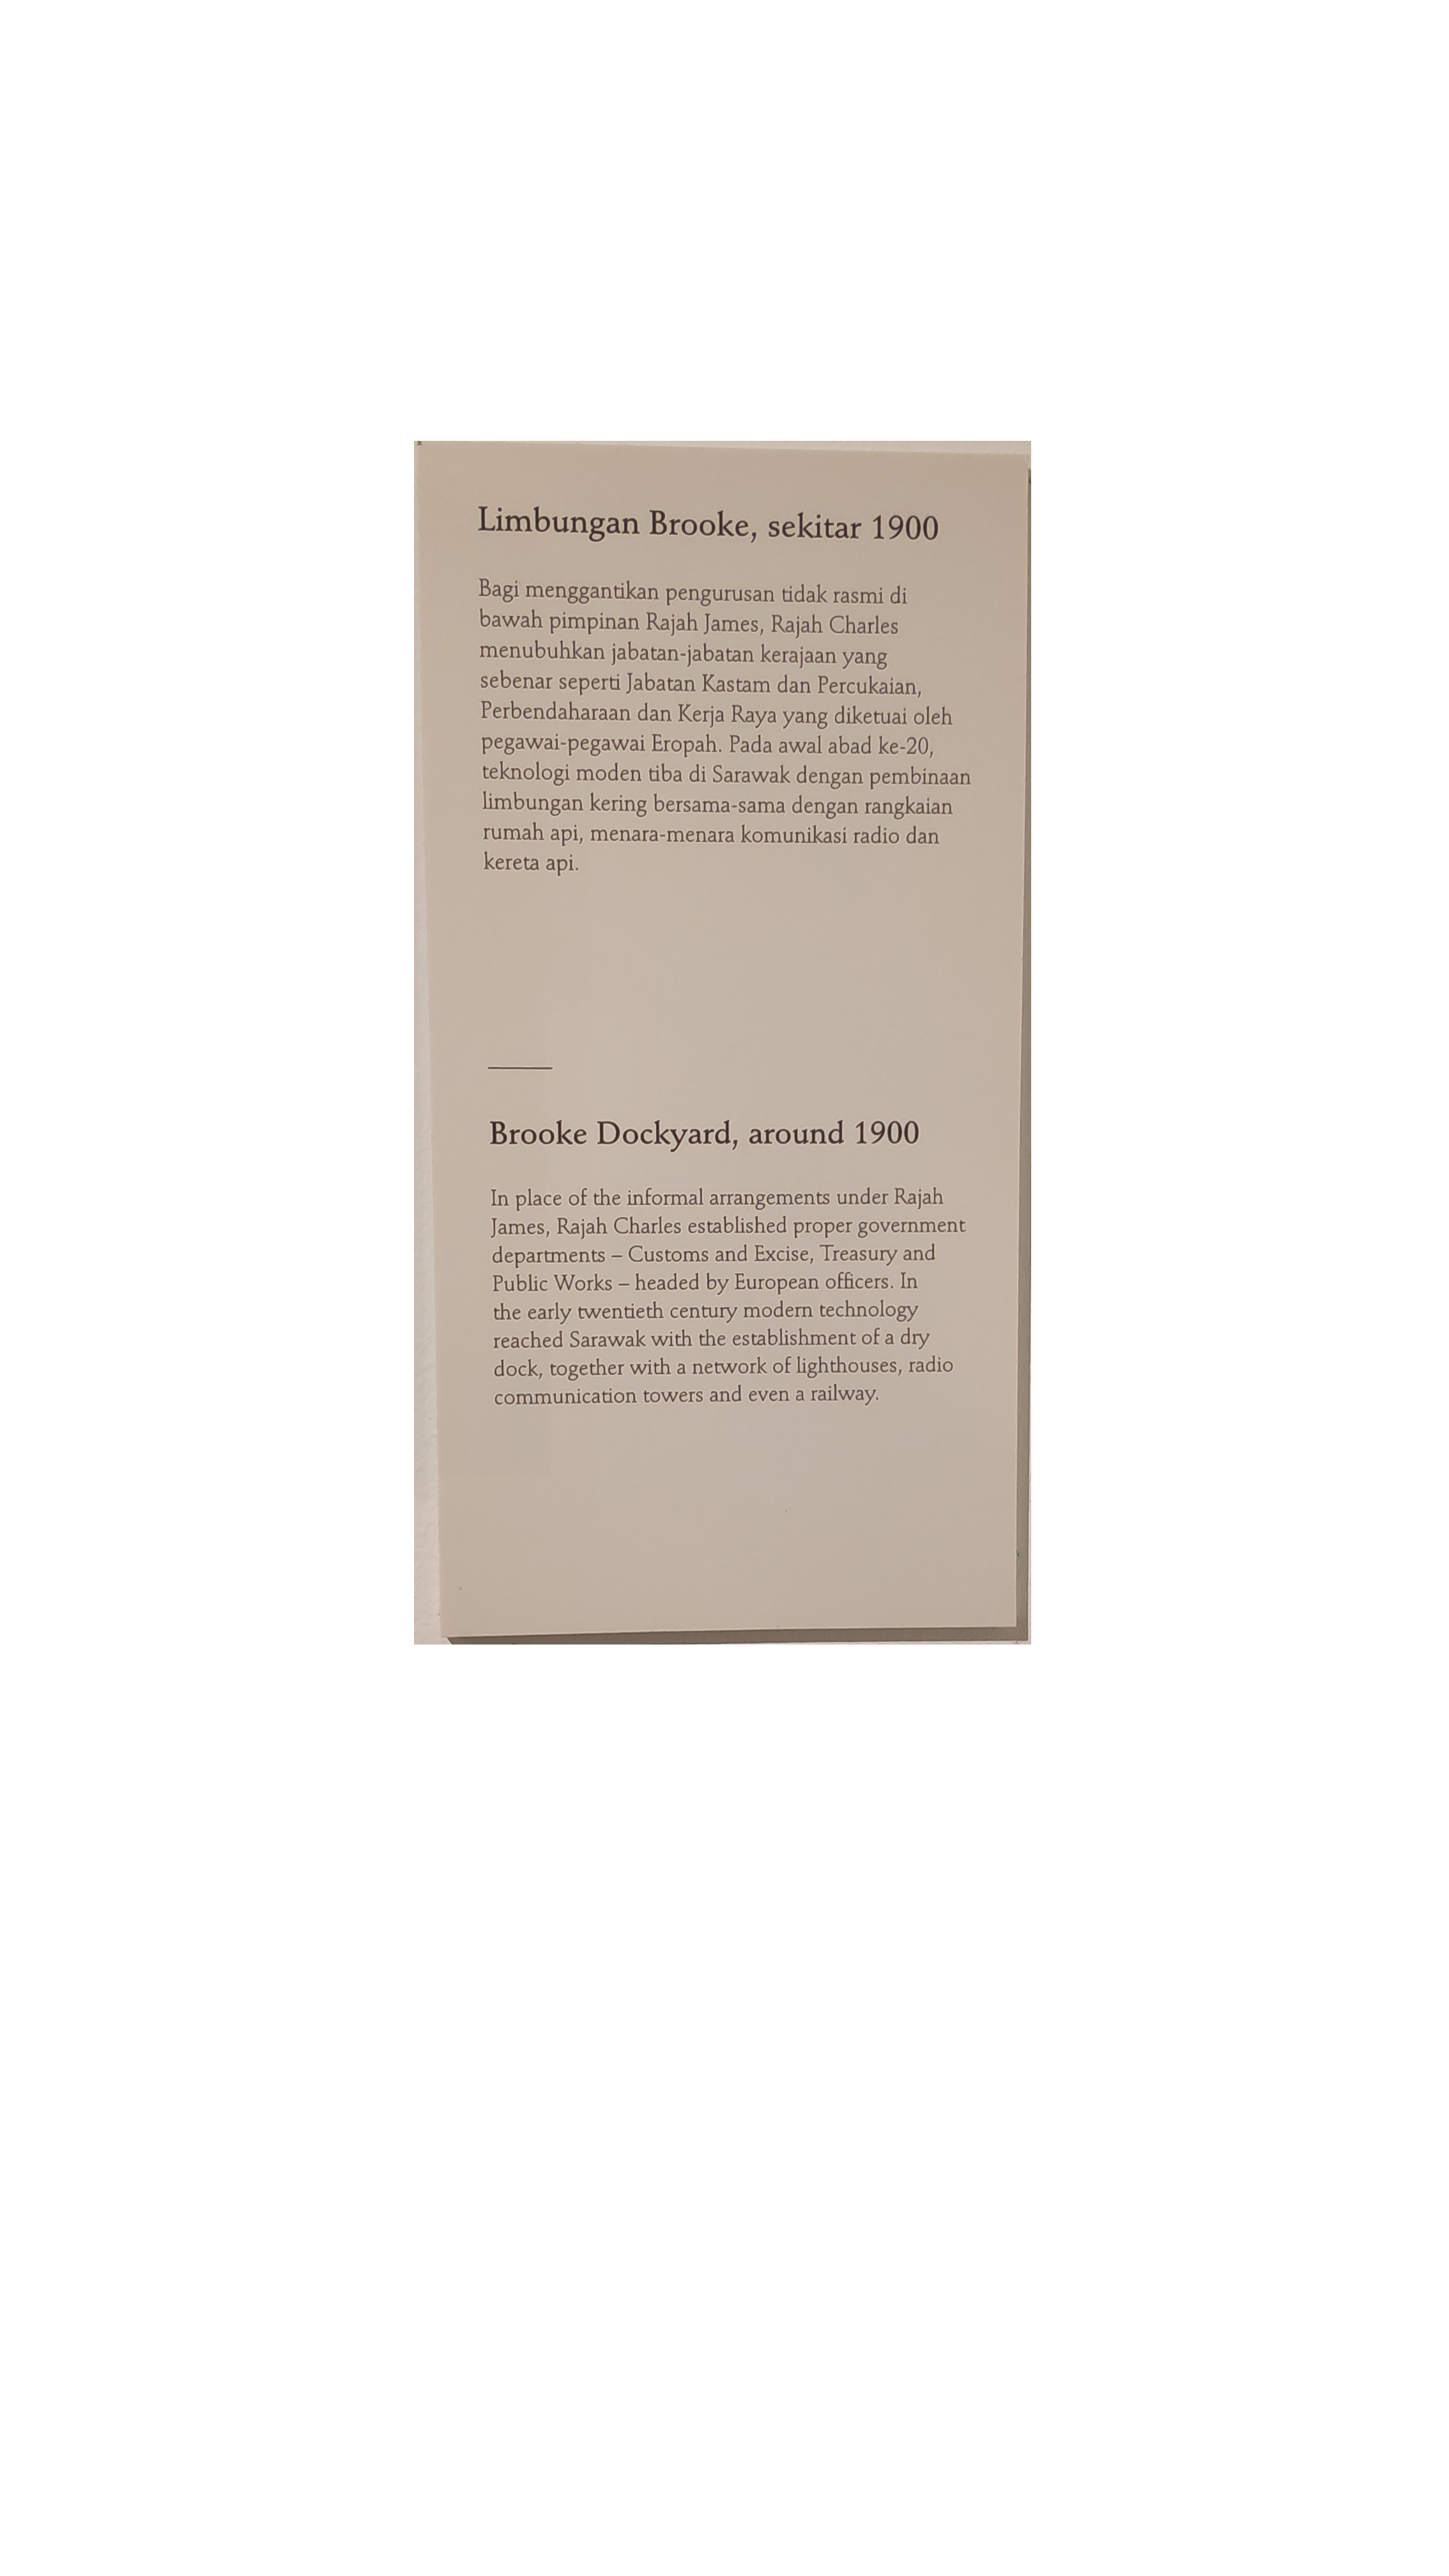 Limbungan Brooke, sekitar 1900
Bagi menggantikan pengurusan tidak rasmi di
bawah pimpinan Rajah James, Rajah Charles
menubuhkan jabatan-jabatan kerajaan yang
sebenar seperti Jabatan Kastam dan Percukaian,
Perbendaharaan dan Kerja Raya yang diketuai oleh
pegawai-pegawai Eropah. Pada awal abad ke-20,
teknologi moden tiba di Sarawak dengan pembinaan
limbungan kering bersama-sama dengan rangkaian
rumah api, menara-menara komunikasi radio dan
kereta api.
Brooke Dockyard, around 1900
In place of the informal arrangements under Rajah
James, Rajah Charles established proper government
departments – Customs and Excise, Treasury and
Public Works – headed by European officers. In
the early twentieth century modern technology
reached Sarawak with the establishment of a dry
dock, together with a network of lighthouses, radio
communication towers and even a railway.